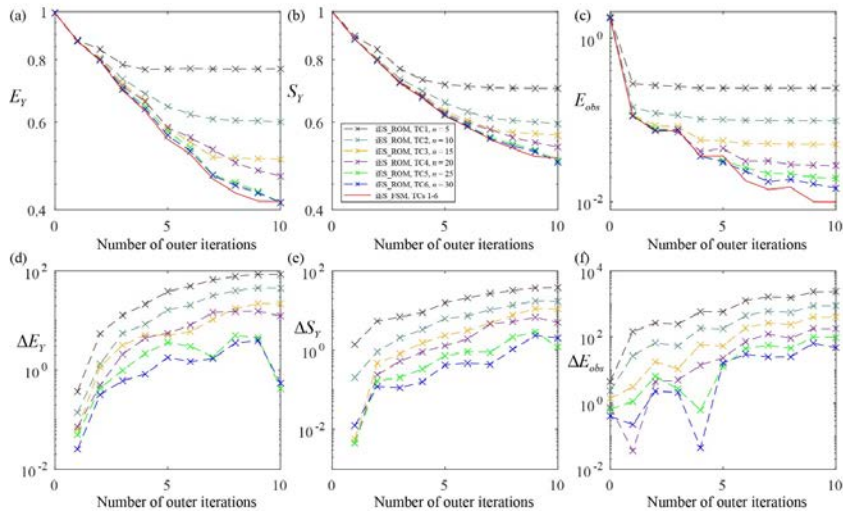 (a)
1
0.8
0.6
0.4
E_Y
0 5 10
Number of outer iterations
(b)
1
0.8
0.6
0.4
S_Y
iES_ROM, TC1, n = 5
iES_ROM, TC2, n = 10
iES_ROM, TC3, n = 15
iES_ROM, TC4, n = 20
iES_ROM, TC5, n = 25
iES_ROM, TC6, n = 30
iES_FSM, TCs 1-6
0 5 10
Number of outer iterations
(c)
10^0
10^-2
E_obs
0 5 10
Number of outer iterations
(d)
10^2
10^0
10^-2
ΔE_Y
0 5 10
Number of outer iterations
(e)
10^2
10^0
10^-2
ΔS_Y
0 5 10
Number of outer iterations
(f)
10^4
10^2
10^0
10^-2
10^-4
ΔE_obs
0 5 10
Number of outer iterations